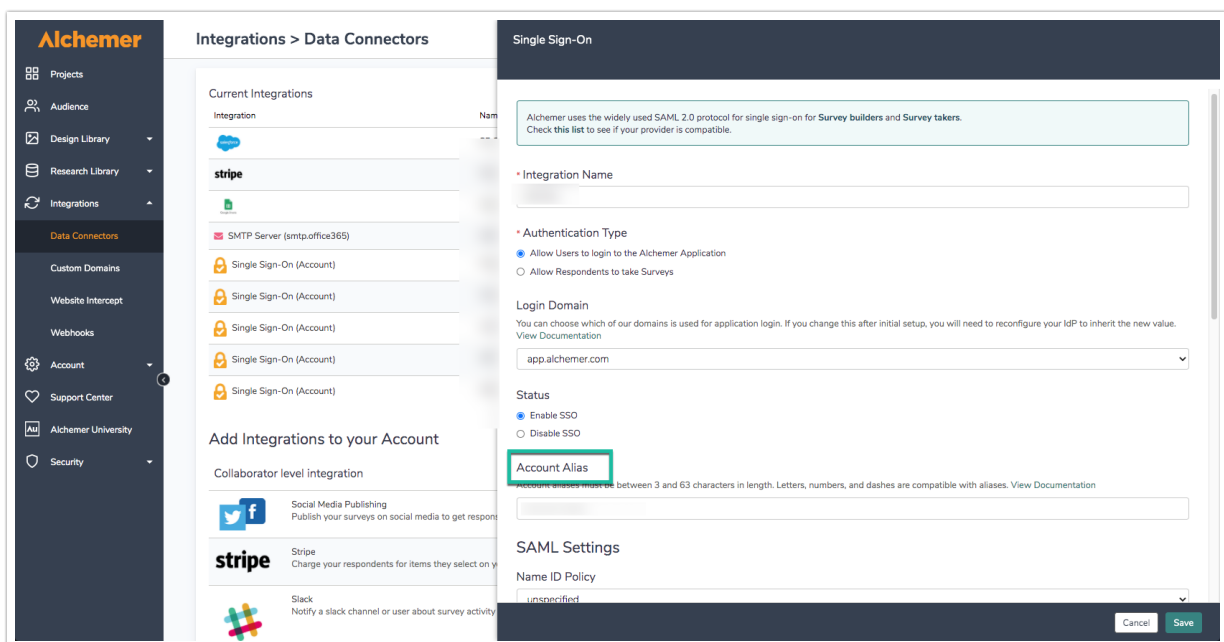 Alchemer
Projects
Audience
Design Library
Research Library
Integrations
Data Connectors
Custom Domains
Website Intercept
Webhooks
Account
Support Center
Au Alchemer University
Security
Integrations > Data Connectors
Current Integrations
Integration Nam
salesforce
stripe
SMTP Server (smtp.office365)
Single Sign-On (Account)
Single Sign-On (Account)
Single Sign-On (Account)
Single Sign-On (Account)
Single Sign-On (Account)
Add Integrations to your Account
Collaborator level integration
Social Media Publishing
Publish your surveys on social media to get respons
stripe
Stripe
Charge your respondents for items they select on y
Slack
Notify a slack channel or user about survey activity
Single Sign-On
Alchemer uses the widely used SAML 2.0 protocol for single sign-on for Survey builders and Survey takers.
Check this list to see if your provider is compatible.
* Integration Name
* Authentication Type
Allow Users to login to the Alchemer Application
Allow Respondents to take Surveys
Login Domain
You can choose which of our domains is used for application login. If you change this after initial setup, you will need to reconfigure your IdP to inherit the new value.
View Documentation
app.alchemer.com
Status
Enable SSO
Disable SSO
Account Alias
Account aliases must be between 3 and 63 characters in length. Letters, numbers, and dashes are compatible with aliases. View Documentation
SAML Settings
Name ID Policy
unspecified
Cancel Save